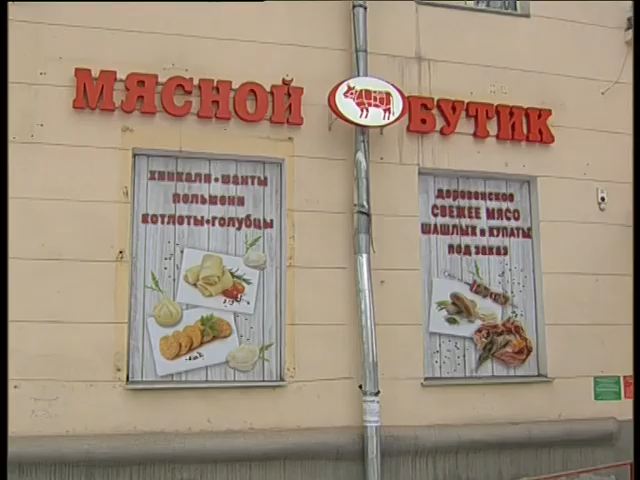 МЯСНОЙ БУТИК
хинкали • манты
пельмени
котлеты • голубцы
деревенское
СВЕЖЕЕ МЯСО
ШАШЛЫК и КУПАТЫ
под заказ